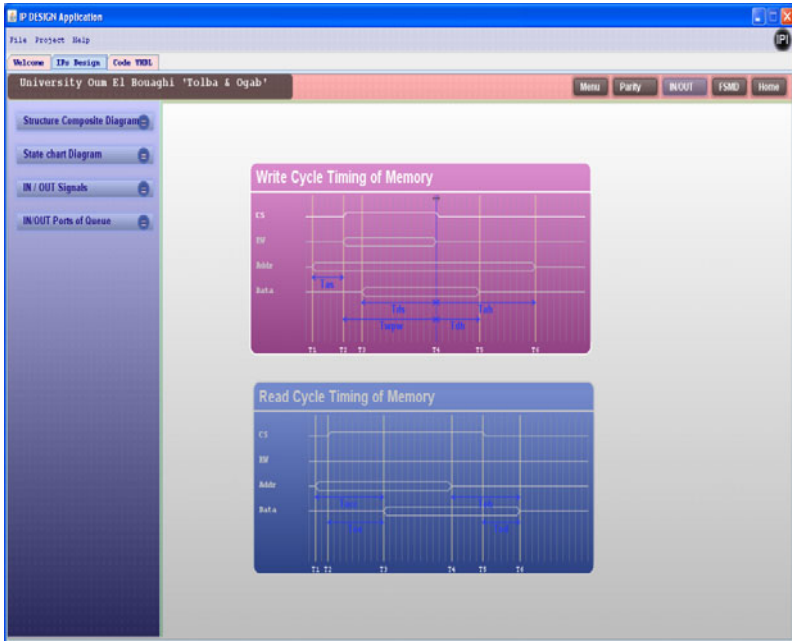 IP DESIGN Application
File Project Help
IPI
Welcome IPs Design Code VHDL
University Oum El Bouaghi 'Tolba & Ogab'
Menu Parity IN/OUT FSMD Home
Structure Composite Diagram
State chart Diagram
IN / OUT Signals
IN/OUT Ports of Queue
Write Cycle Timing of Memory
CS
RW
Addr
Data
Tas
Tds Tah
Tdh
T1 T2 T3 T4 T5 T6
Read Cycle Timing of Memory
CS
RW
Addr
Data
T1 T2 T3 T4 T5 T6